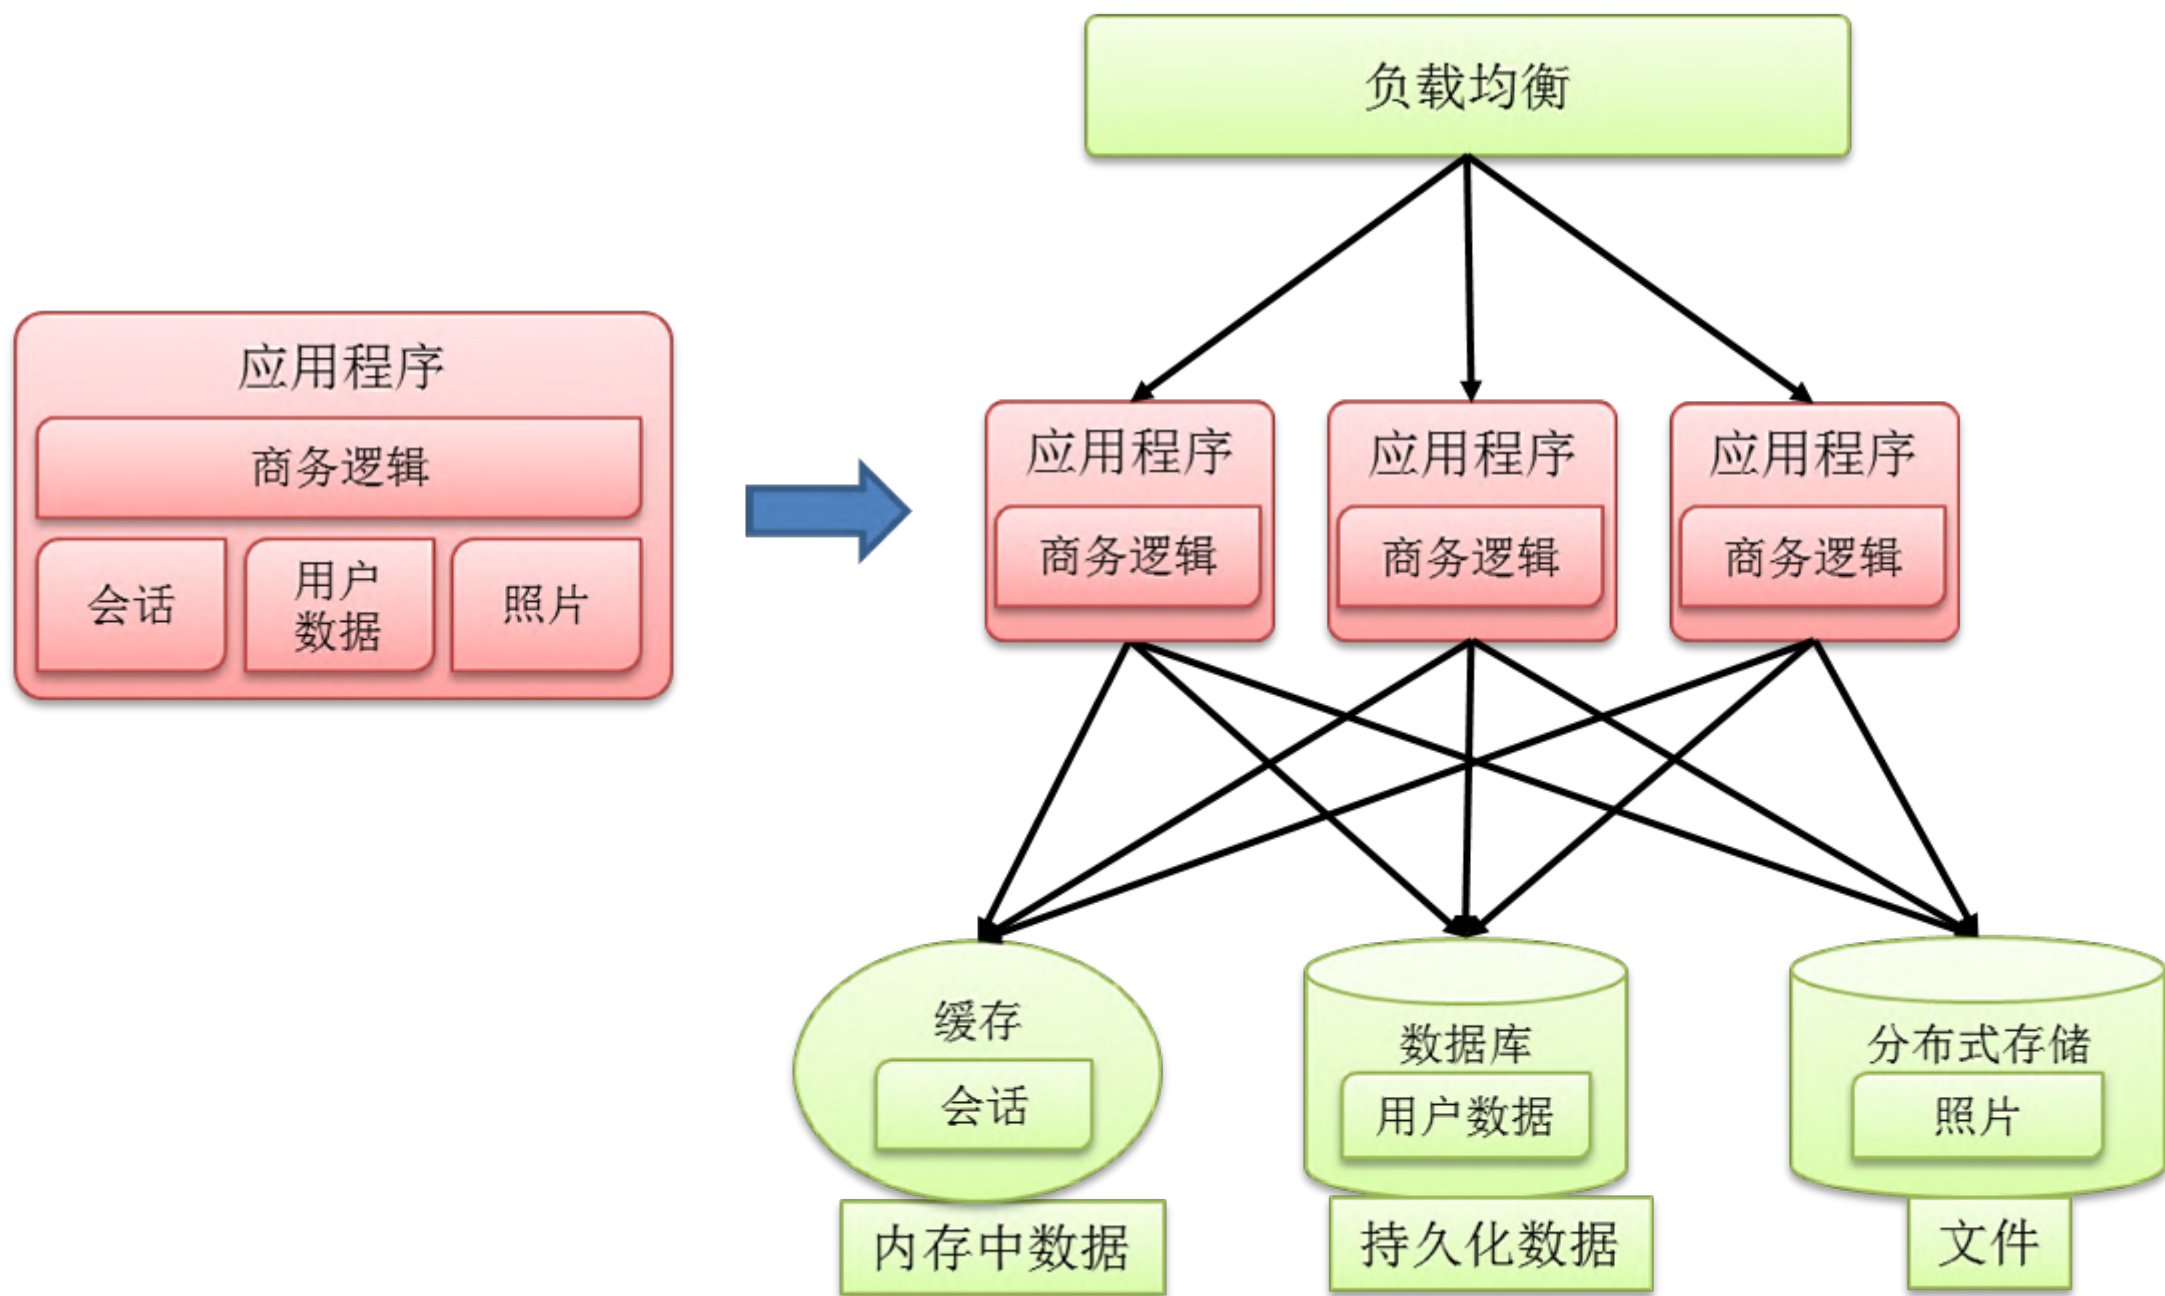 负载均衡
应用程序
商务逻辑
会话
用户
数据
照片
应用程序
商务逻辑
应用程序
商务逻辑
应用程序
商务逻辑
缓存
会话
内存中数据
数据库
用户数据
持久化数据
分布式存储
照片
文件